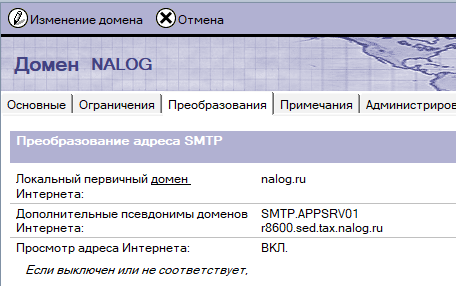 Изменение домена Отмена
Домен NALOG
Основные Ограничения Преобразования Примечания Администриров
Преобразование адреса SMTP
Локальный первичный домен nalog.ru
Интернета:
Дополнительные псевдонимы доменов SMTP.APPSRV01
Интернета: r8600.sed.tax.nalog.ru
Просмотр адреса Интернета: ВКЛ.
Если выключен или не соответствует,